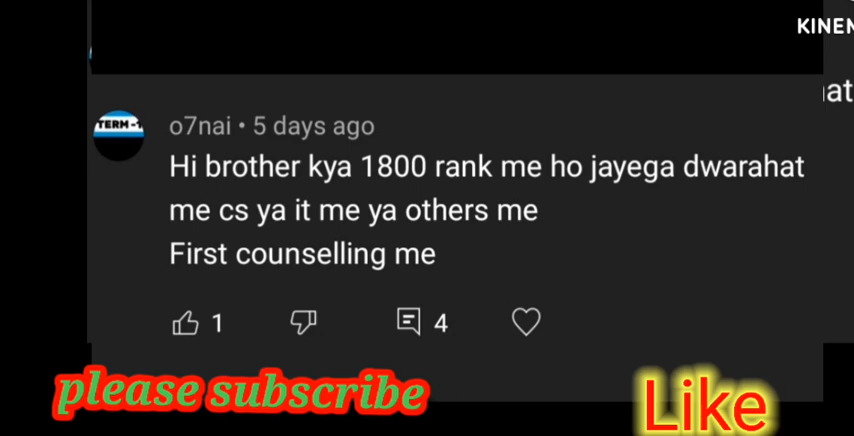 KINEM
at
TERM-1
o7nai • 5 days ago
Hi brother kya 1800 rank me ho jayega dwarahat
me cs ya it me ya others me
First counselling me
1
4
please subscribe
Like